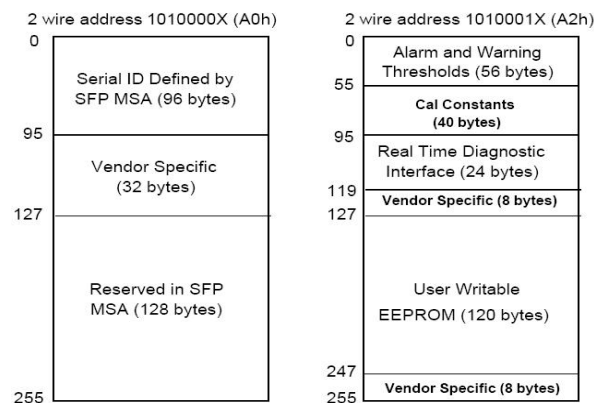 2 wire address 1010000X (A0h)
0
Serial ID Defined by
SFP MSA (96 bytes)
95
Vendor Specific
(32 bytes)
127
Reserved in SFP
MSA (128 bytes)
255
2 wire address 1010001X (A2h)
0
Alarm and Warning
Thresholds (56 bytes)
55
Cal Constants
(40 bytes)
95
Real Time Diagnostic
Interface (24 bytes)
119
Vendor Specific (8 bytes)
127
User Writable
EEPROM (120 bytes)
247
Vendor Specific (8 bytes)
255